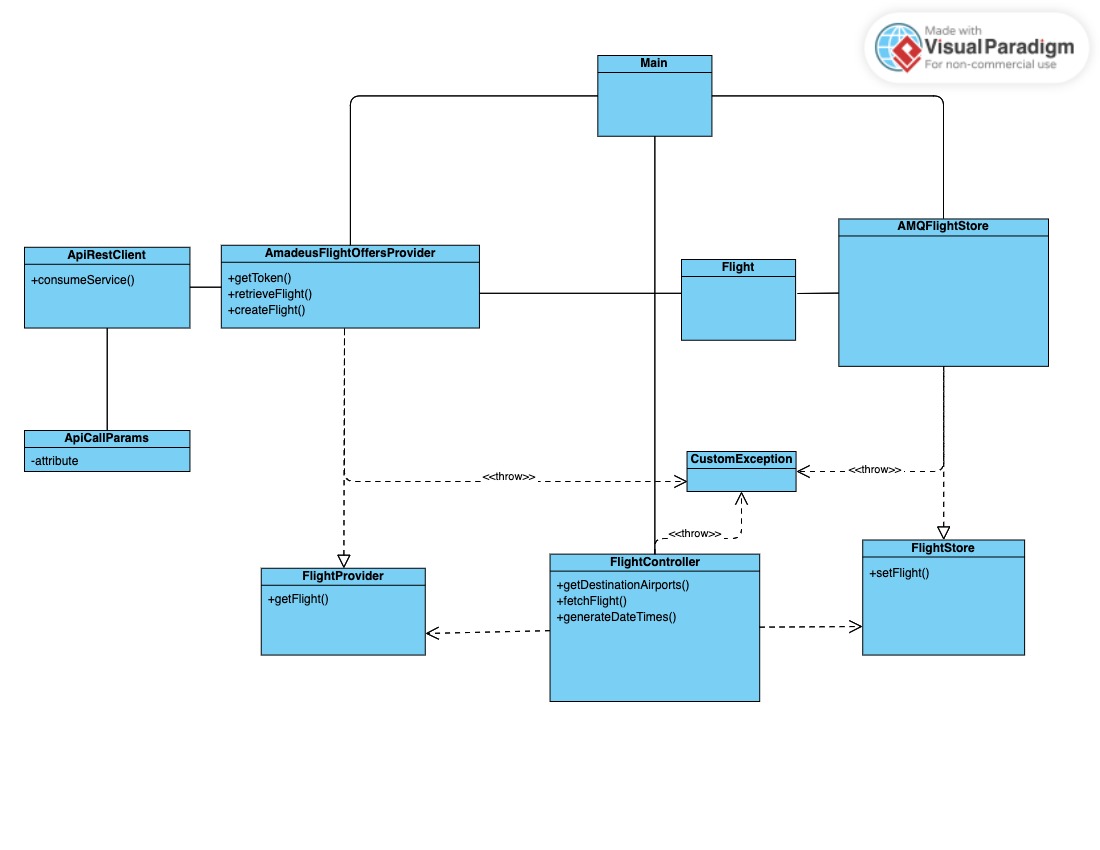 Made with
Visual Paradigm
For non-commercial use
Main
AMQFlightStore
ApiRestClient
+consumeService()
AmadeusFlightOffersProvider
+getToken()
+retrieveFlight()
+createFlight()
Flight
ApiCallParams
-attribute
CustomException
<<throw>>
<<throw>>
<<throw>>
FlightProvider
+getFlight()
FlightController
+getDestinationAirports()
+fetchFlight()
+generateDateTimes()
FlightStore
+setFlight()